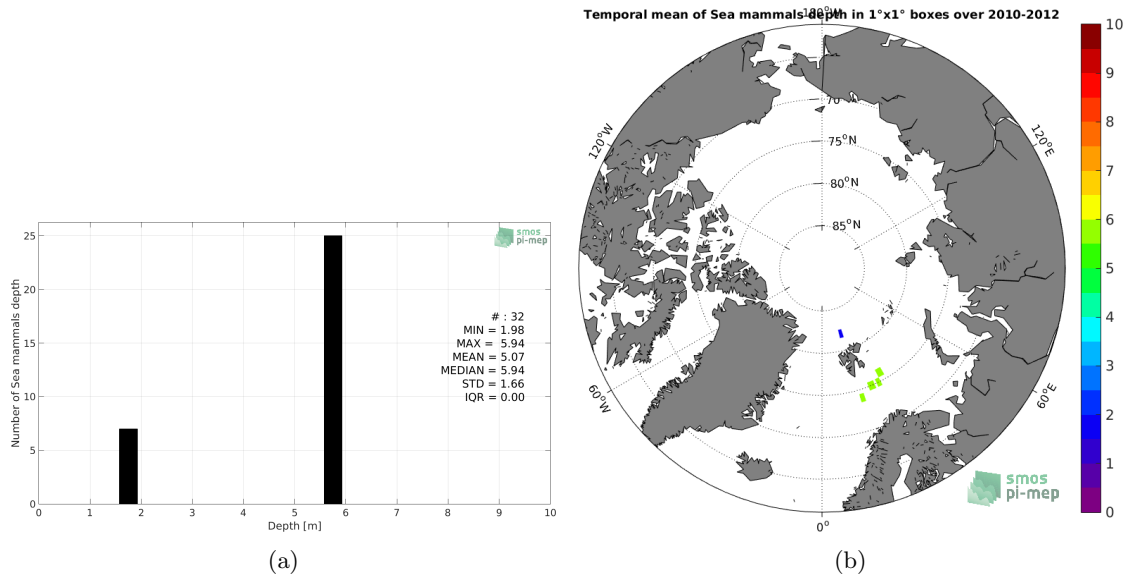 Number of Sea mammals depth
25
20
15
10
5
0
0 1 2 3 4 5 6 7 8 9 10
Depth [m]
smos
pi-mep
# : 32
MIN = 1.98
MAX = 5.94
MEAN = 5.07
MEDIAN = 5.94
STD = 1.66
IQR = 0.00
(a)
Temporal mean of Sea mammals depth in 1°x1° boxes over 2010-2012
180°W
120°W
120°E
60°W
60°E
0°
70°N
75°N
80°N
85°N
10
9
8
7
6
5
4
3
2
1
0
smos
pi-mep
(b)